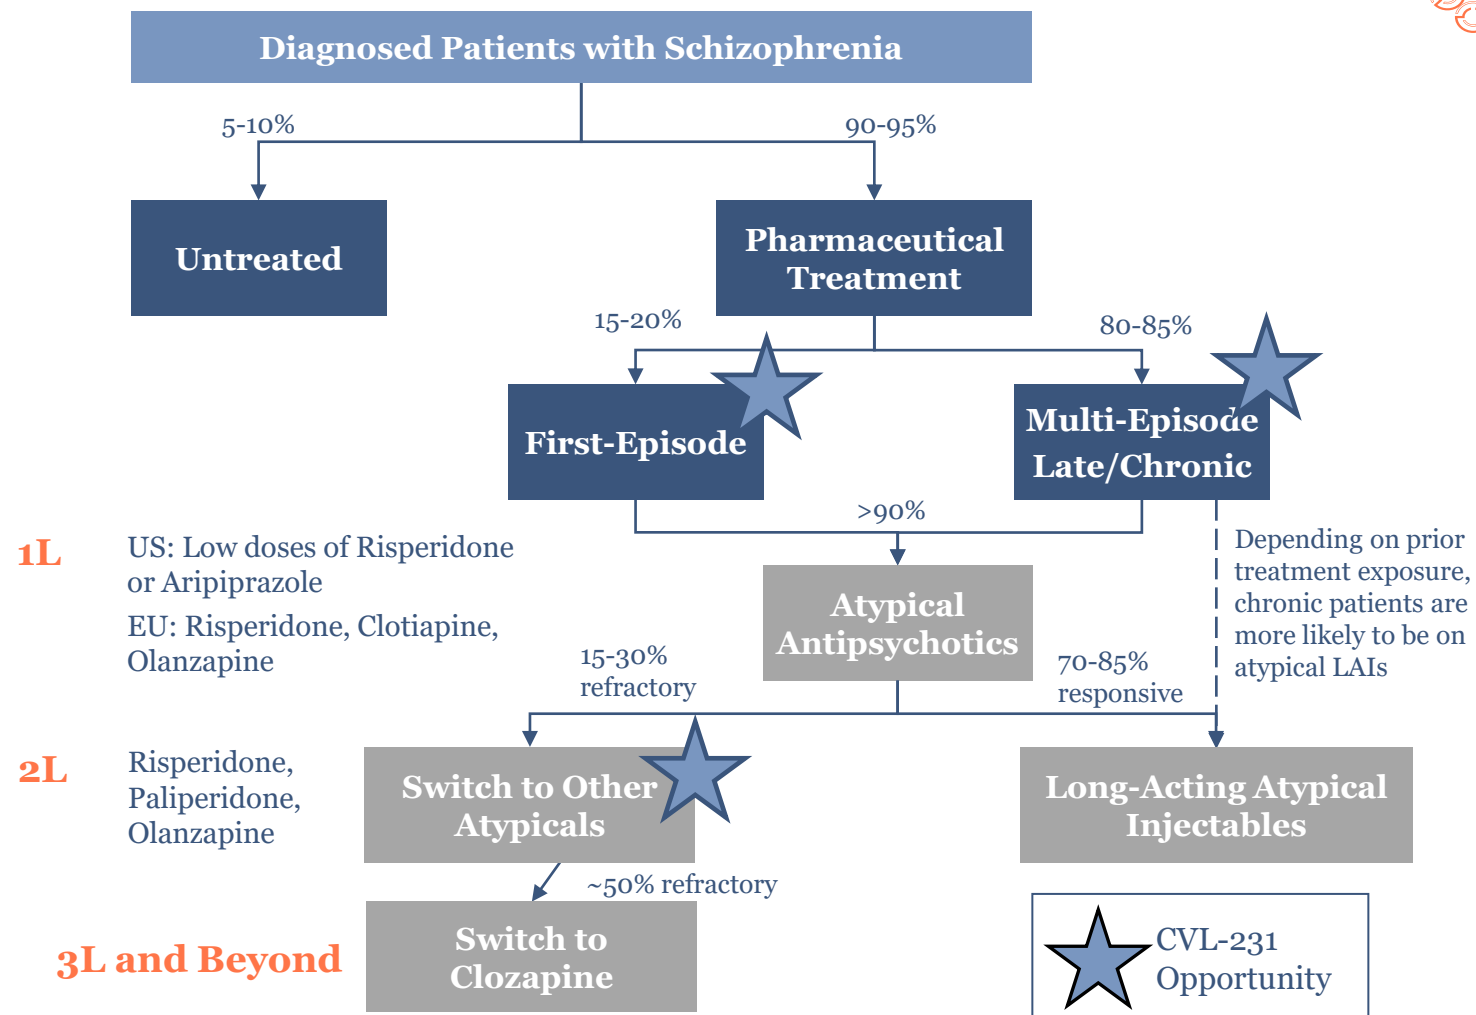 Diagnosed Patients with Schizophrenia
5-10%
90-95%
Untreated
Pharmaceutical
Treatment
15-20%
80-85%
First-Episode
Multi-Episode
Late/Chronic
>90%
1L
US: Low doses of Risperidone
or Aripiprazole
EU: Risperidone, Clotiapine,
Olanzapine
Atypical
Antipsychotics
Depending on prior
treatment exposure,
chronic patients are
more likely to be on
atypical LAIs
15-30%
refractory
70-85%
responsive
2L
Risperidone,
Paliperidone,
Olanzapine
Switch to Other
Atypicals
Long-Acting Atypical
Injectables
~50% refractory
3L and Beyond
Switch to
Clozapine
CVL-231
Opportunity